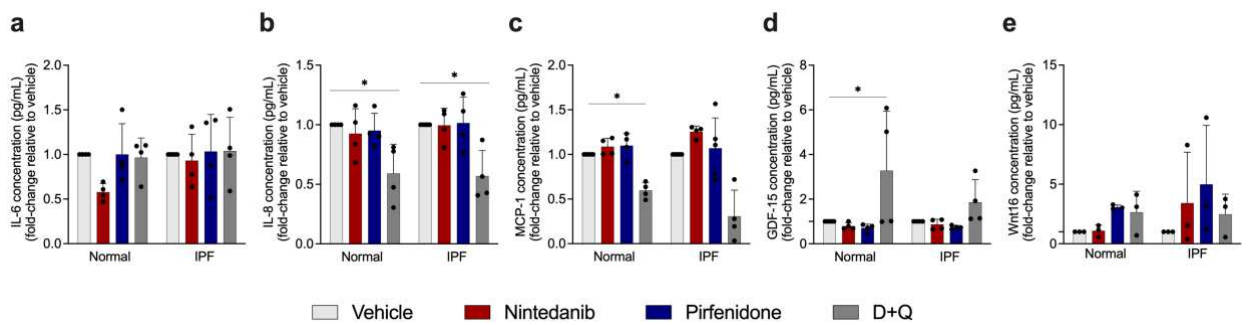 a
IL-6 concentration (pg/mL)
(fold-change relative to vehicle)
2.0
1.5
1.0
0.5
0.0
Normal
IPF
b
IL-8 concentration (pg/mL)
(fold-change relative to vehicle)
1.5
1.0
0.5
0.0
*
*
Normal
IPF
c
MCP-1 concentration (pg/mL)
(fold-change relative to vehicle)
2.0
1.5
1.0
0.5
0.0
*
Normal
IPF
d
GDF-15 concentration (pg/mL)
(fold-change relative to vehicle)
8
6
4
2
1
0
*
Normal
IPF
e
Wnt16 concentration (pg/mL)
(fold-change relative to vehicle)
15
10
5
0
Normal
IPF
Vehicle
Nintedanib
Pirfenidone
D+Q